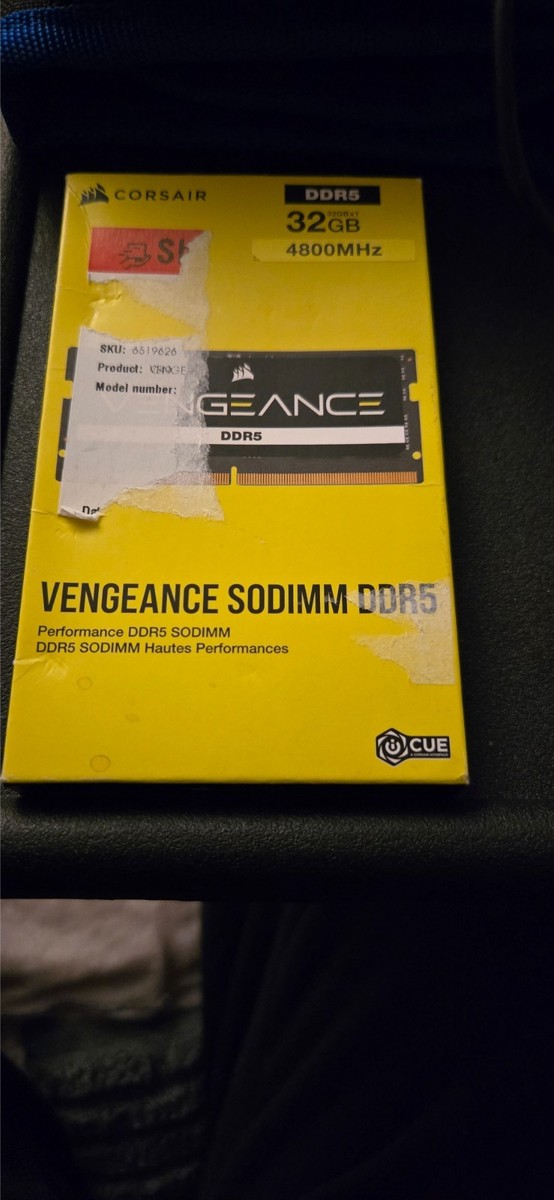 CORSAIR
DDR5
32GB
32GBx1
4800MHz
SKU: 6519626
Product:
Model number:
VENGEANCE
DDR5
VENGEANCE SODIMM DDR5
Performance DDR5 SODIMM
DDR5 SODIMM Hautes Performances
CUE